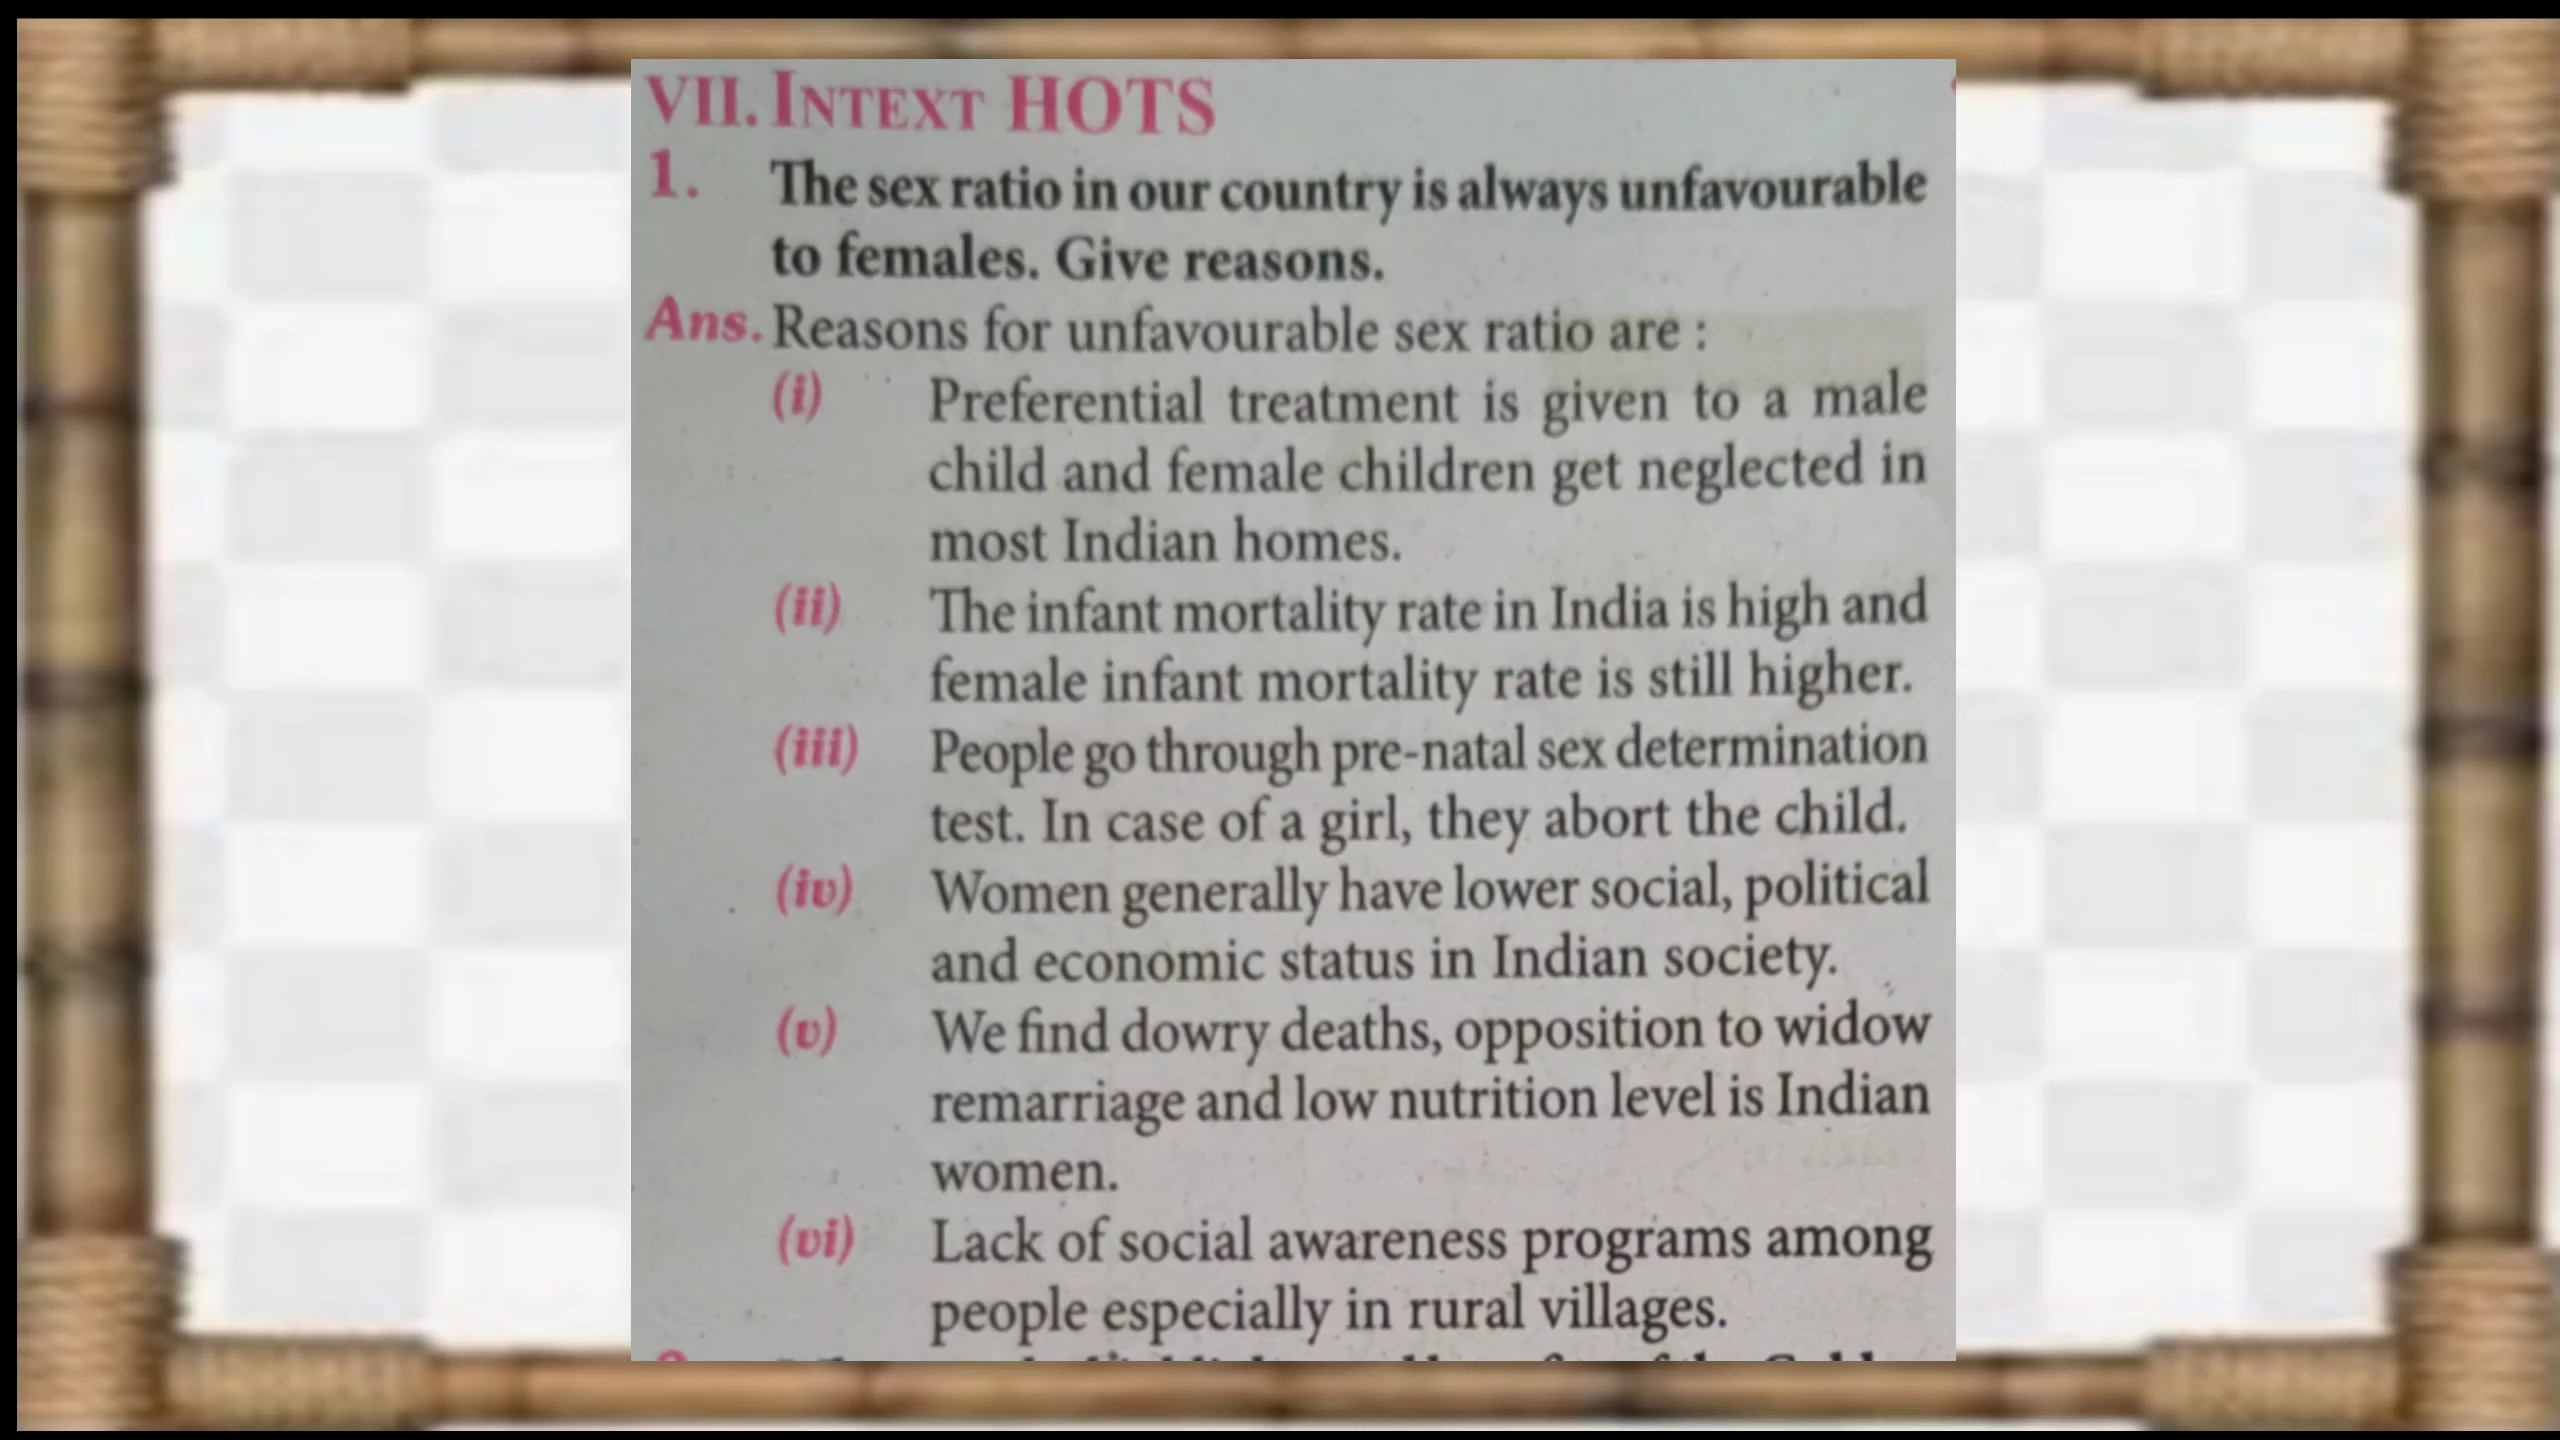 VII. INTEXT HOTS
1. The sex ratio in our country is always unfavourable
to females. Give reasons.
Ans. Reasons for unfavourable sex ratio are :
(i) Preferential treatment is given to a male
child and female children get neglected in
most Indian homes.
(ii) The infant mortality rate in India is high and
female infant mortality rate is still higher.
(iii) People go through pre-natal sex determination
test. In case of a girl, they abort the child.
(iv) Women generally have lower social, political
and economic status in Indian society.
(v) We find dowry deaths, opposition to widow
remarriage and low nutrition level is Indian
women.
(vi) Lack of social awareness programs among
people especially in rural villages.